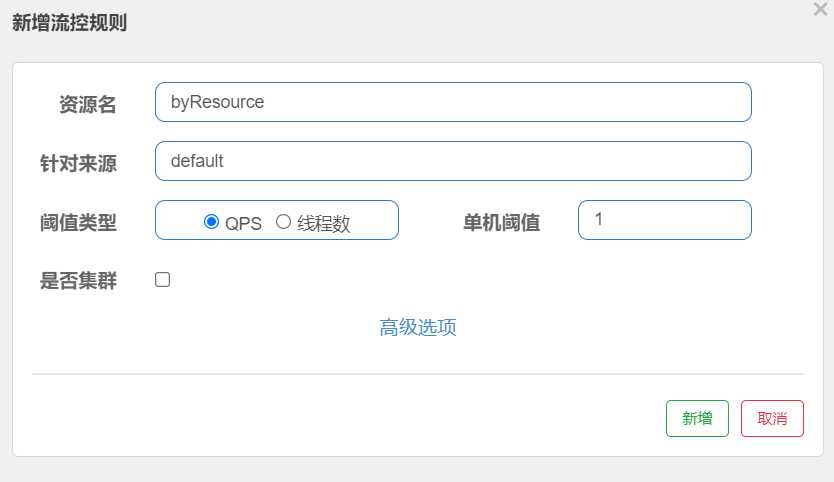 新增流控规则
资源名 byResource
针对来源 default
阈值类型 QPS 线程数 单机阈值 1
是否集群
高级选项
新增 取消